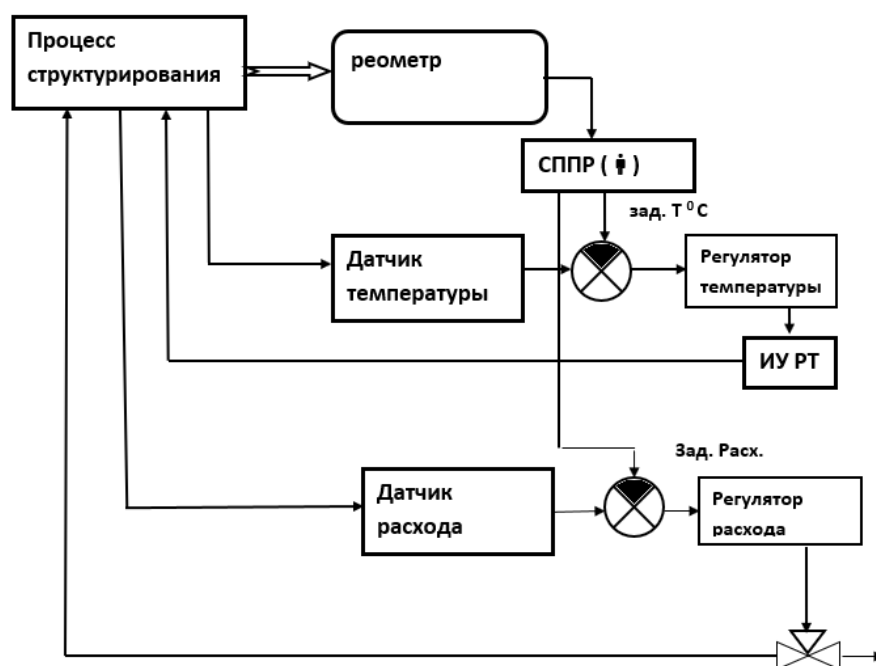 Процесс
структурирования
реометр
СППР ( )
зад. T ⁰ C
Датчик
температуры
Регулятор
температуры
ИУ РТ
Зад. Расх.
Датчик
расхода
Регулятор
расхода